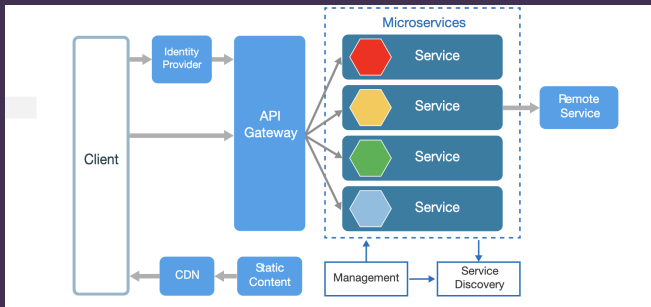 Microservices
Identity
Provider
Service
API
Gateway
Service
Remote
Service
Client
Service
Service
CDN
Static
Content
Management
Service
Discovery